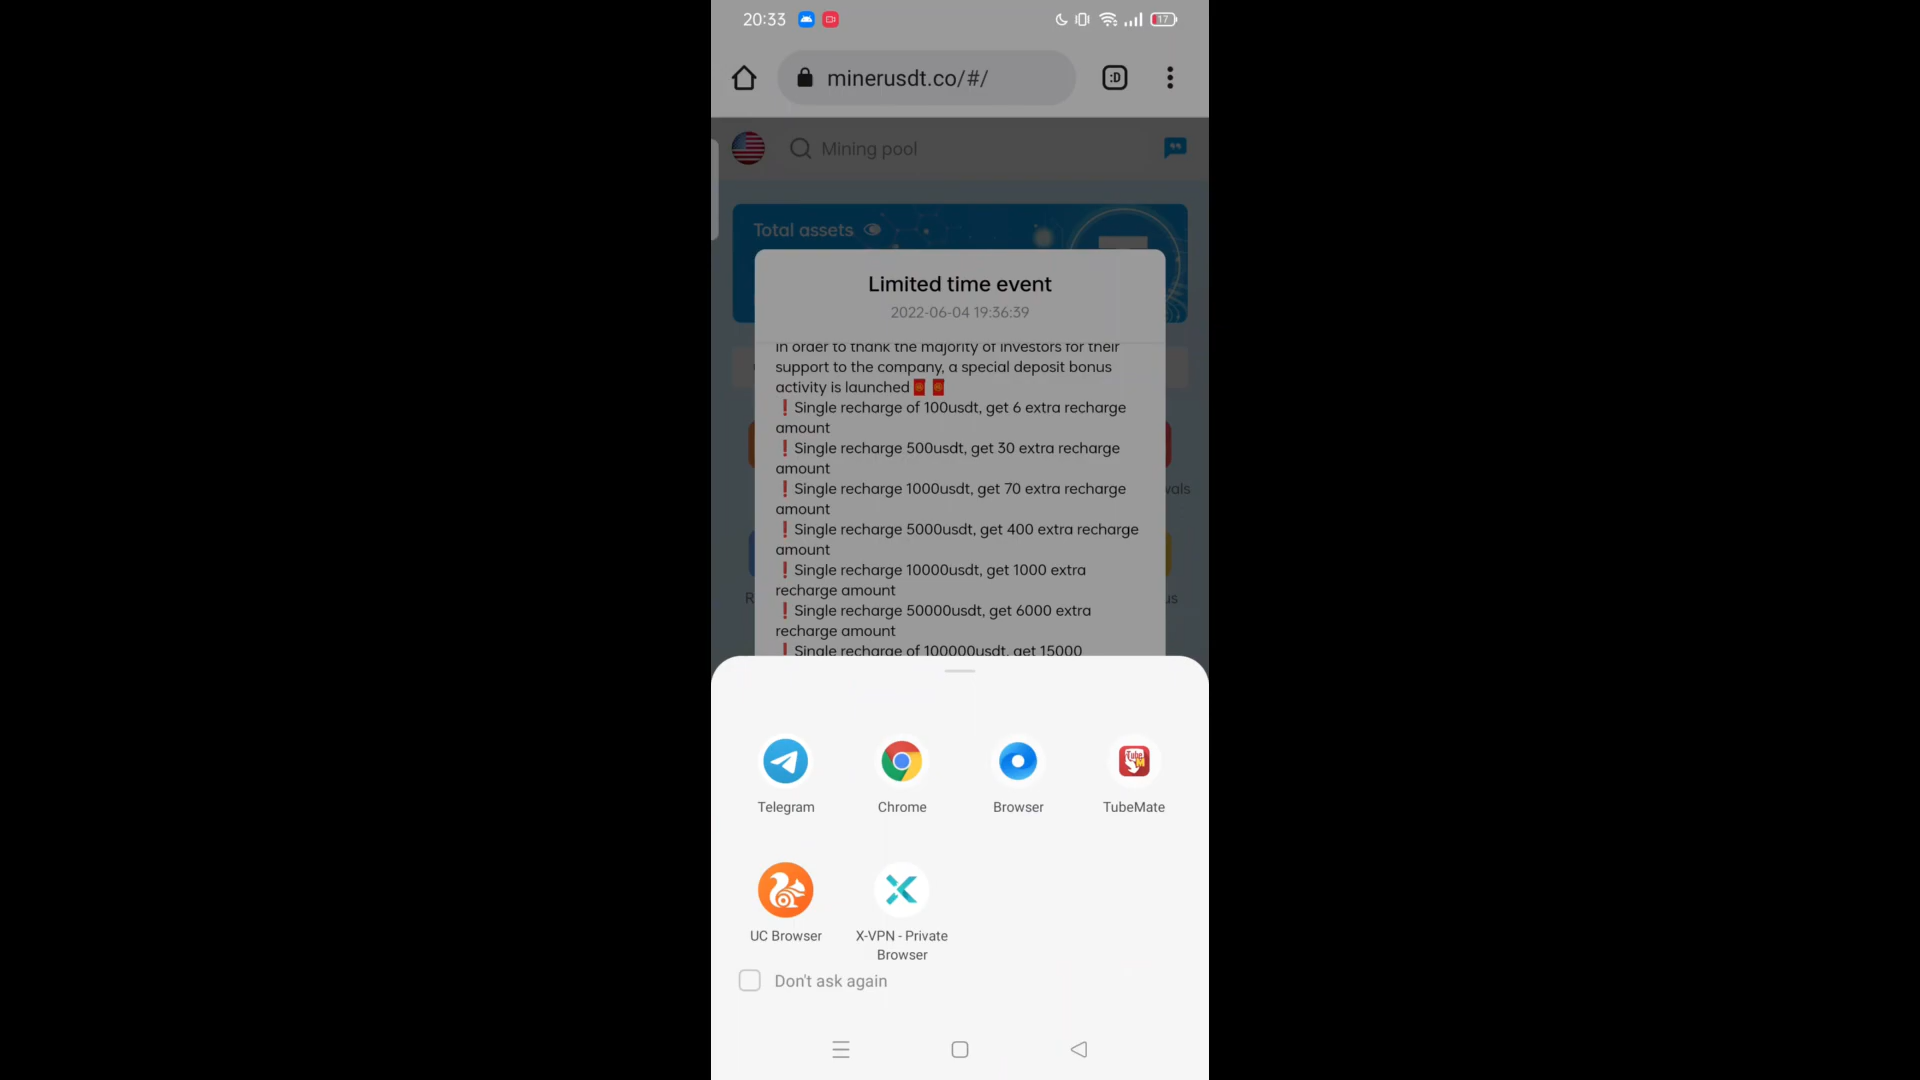 20:33
17
minerusdt.co/#/
:D
Mining pool
Total assets
Limited time event
2022-06-04 19:36:39
In order to thank the majority of investors for their
support to the company, a special deposit bonus
activity is launched🧧🧧
❗Single recharge of 100usdt, get 6 extra recharge
amount
❗Single recharge 500usdt, get 30 extra recharge
amount
❗Single recharge 1000usdt, get 70 extra recharge
amount
❗Single recharge 5000usdt, get 400 extra recharge
amount
❗Single recharge 10000usdt, get 1000 extra
recharge amount
❗Single recharge 50000usdt, get 6000 extra
recharge amount
❗Single recharge of 100000usdt, get 15000
Telegram
Chrome
Browser
TubeMate
UC Browser
X-VPN - Private
Browser
Don't ask again